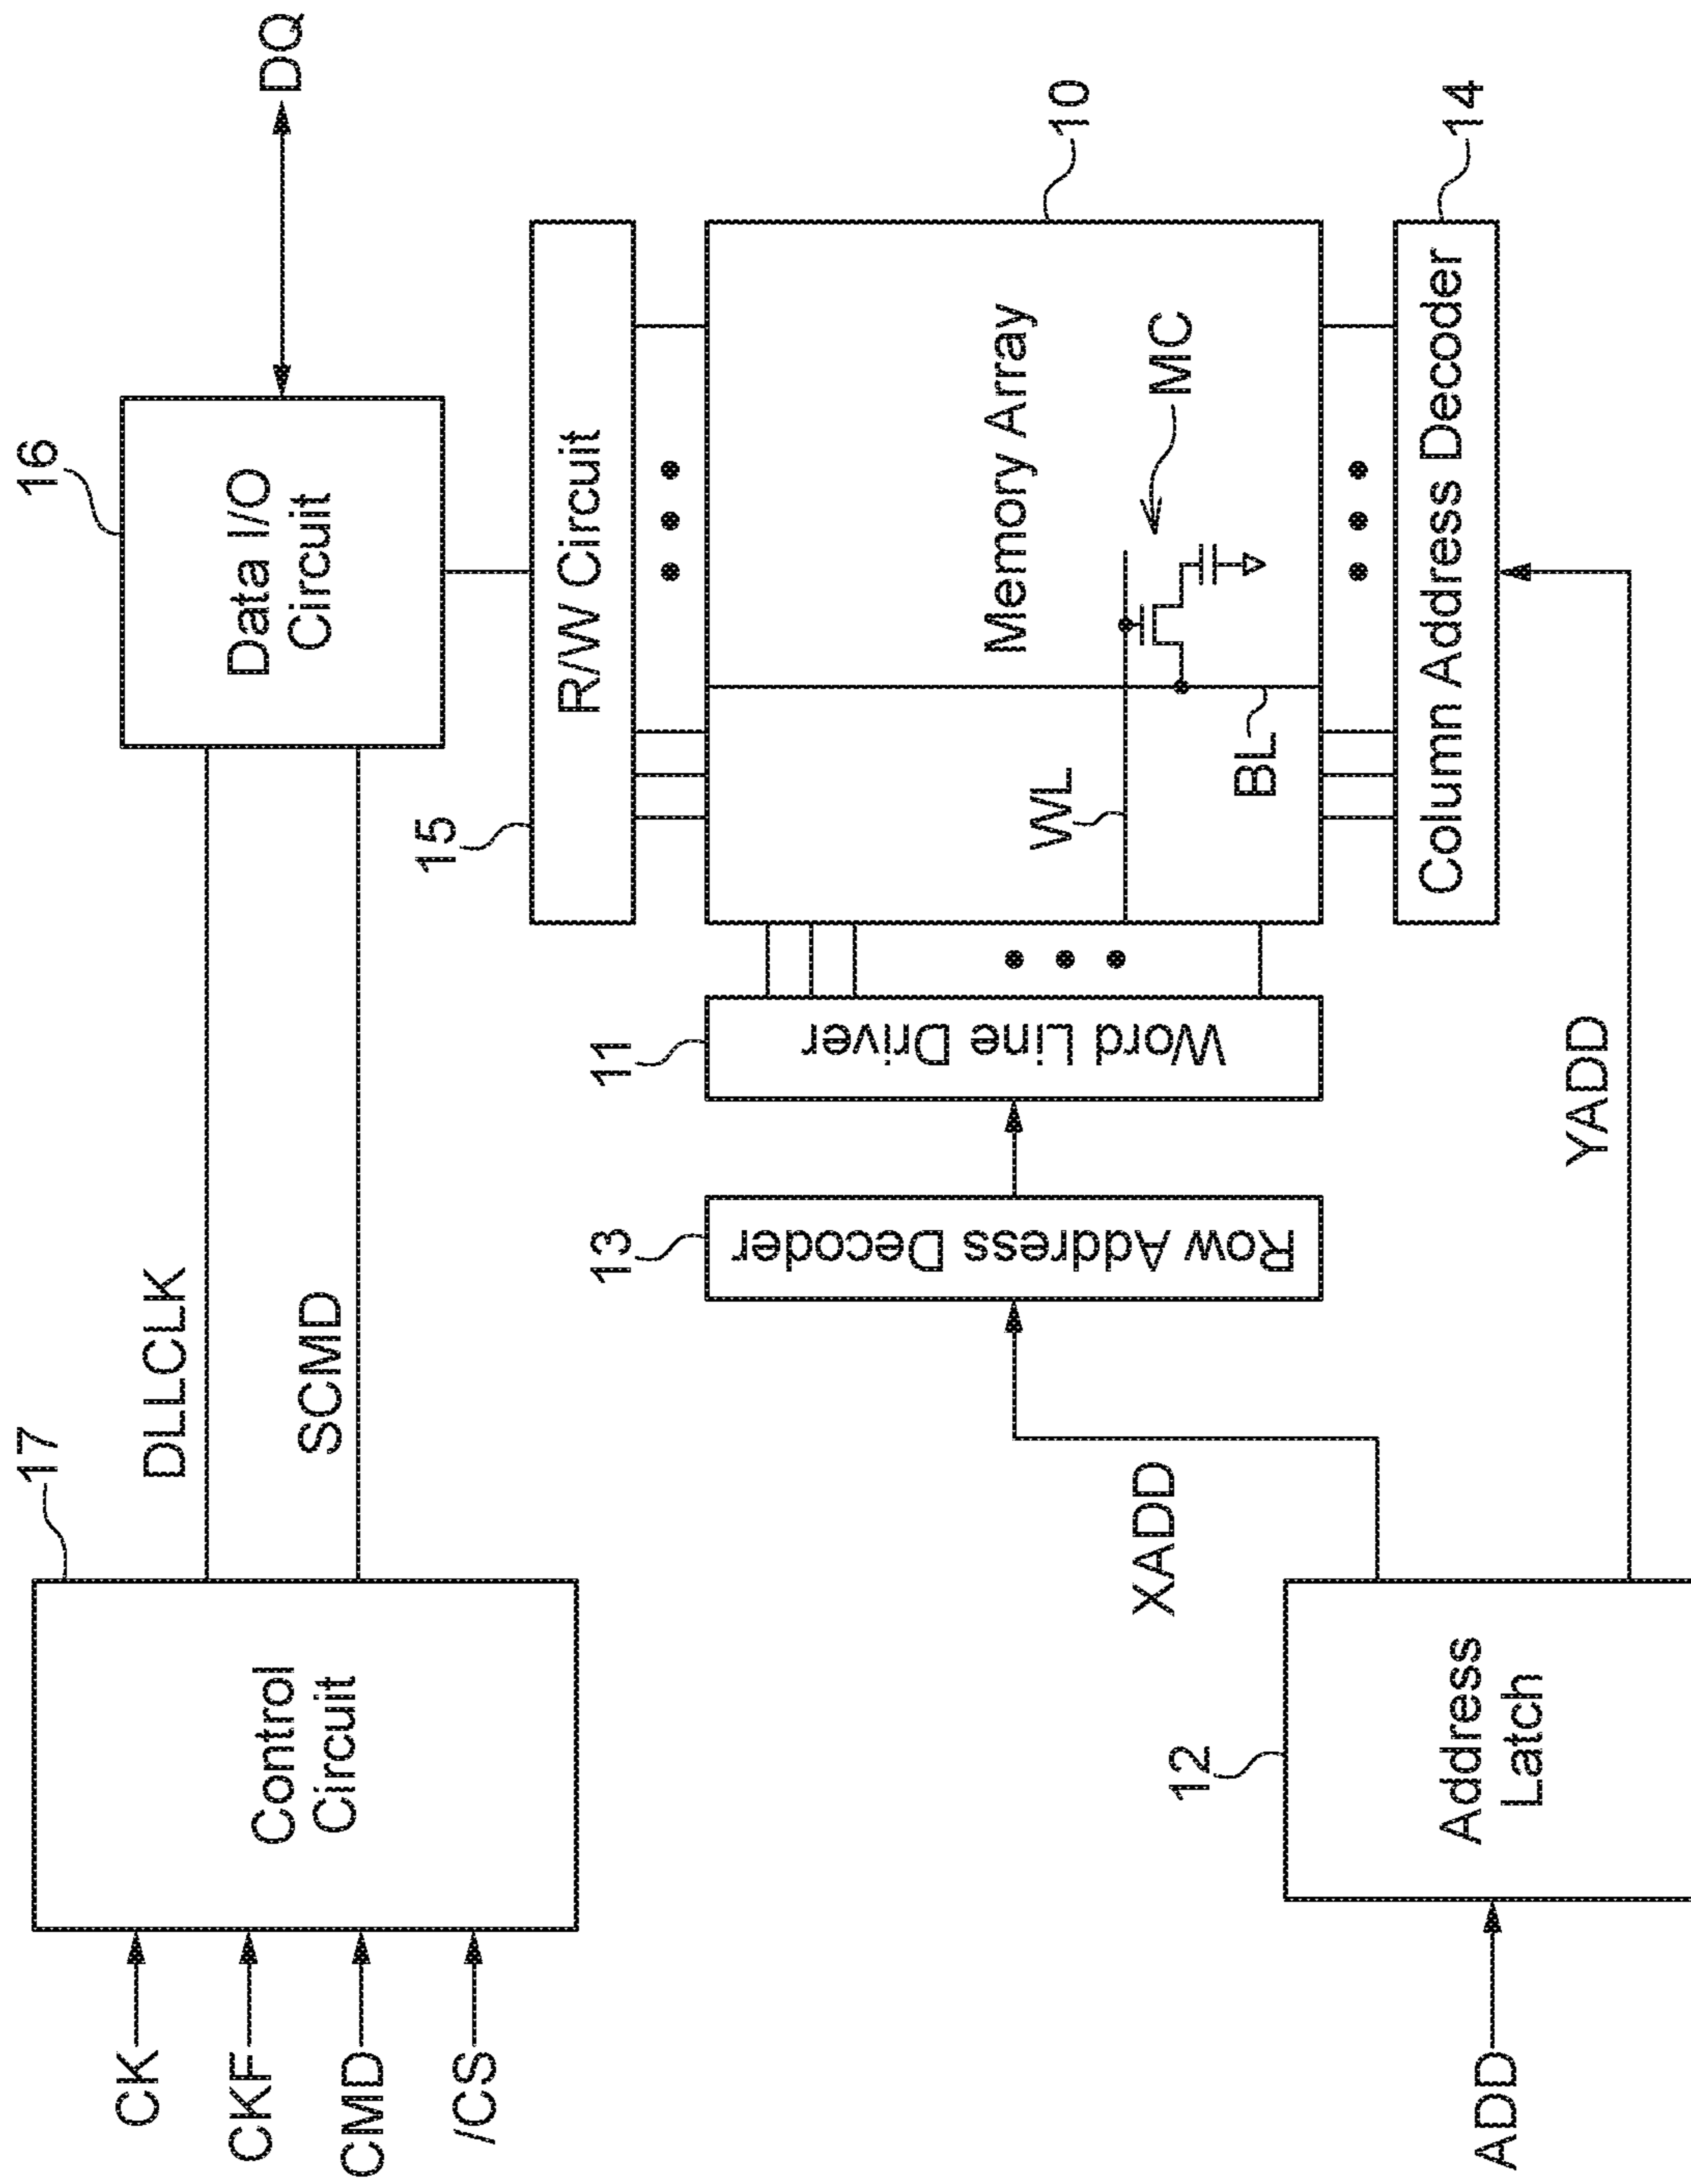 CK
CKF
CMD
/CS
17
Control
Circuit
DLLCLK
SCMD
16
Data I/O
Circuit
DQ
15
R/W Circuit
13
Row Address Decoder
11
Word Line Driver
10
Memory Array
WL
BL
MC
14
Column Address Decoder
ADD
12
Address
Latch
XADD
YADD